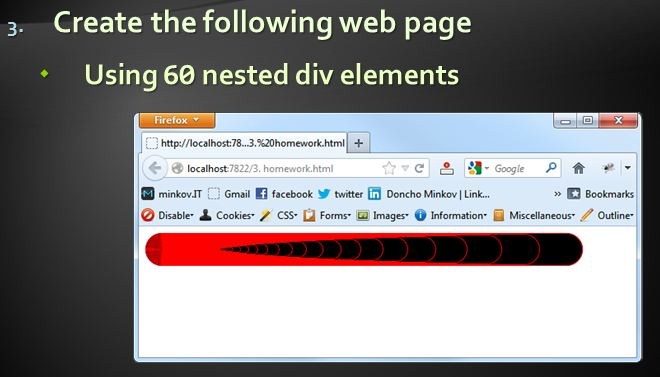 3. Create the following web page
Using 60 nested div elements
Firefox
http://localhost:78...3.%20homework.html
localhost:7822/3. homework.html
Google
minkov.IT Gmail facebook twitter Doncho Minkov | Link... » Bookmarks
Disable Cookies CSS Forms Images Information Miscellaneous Outline